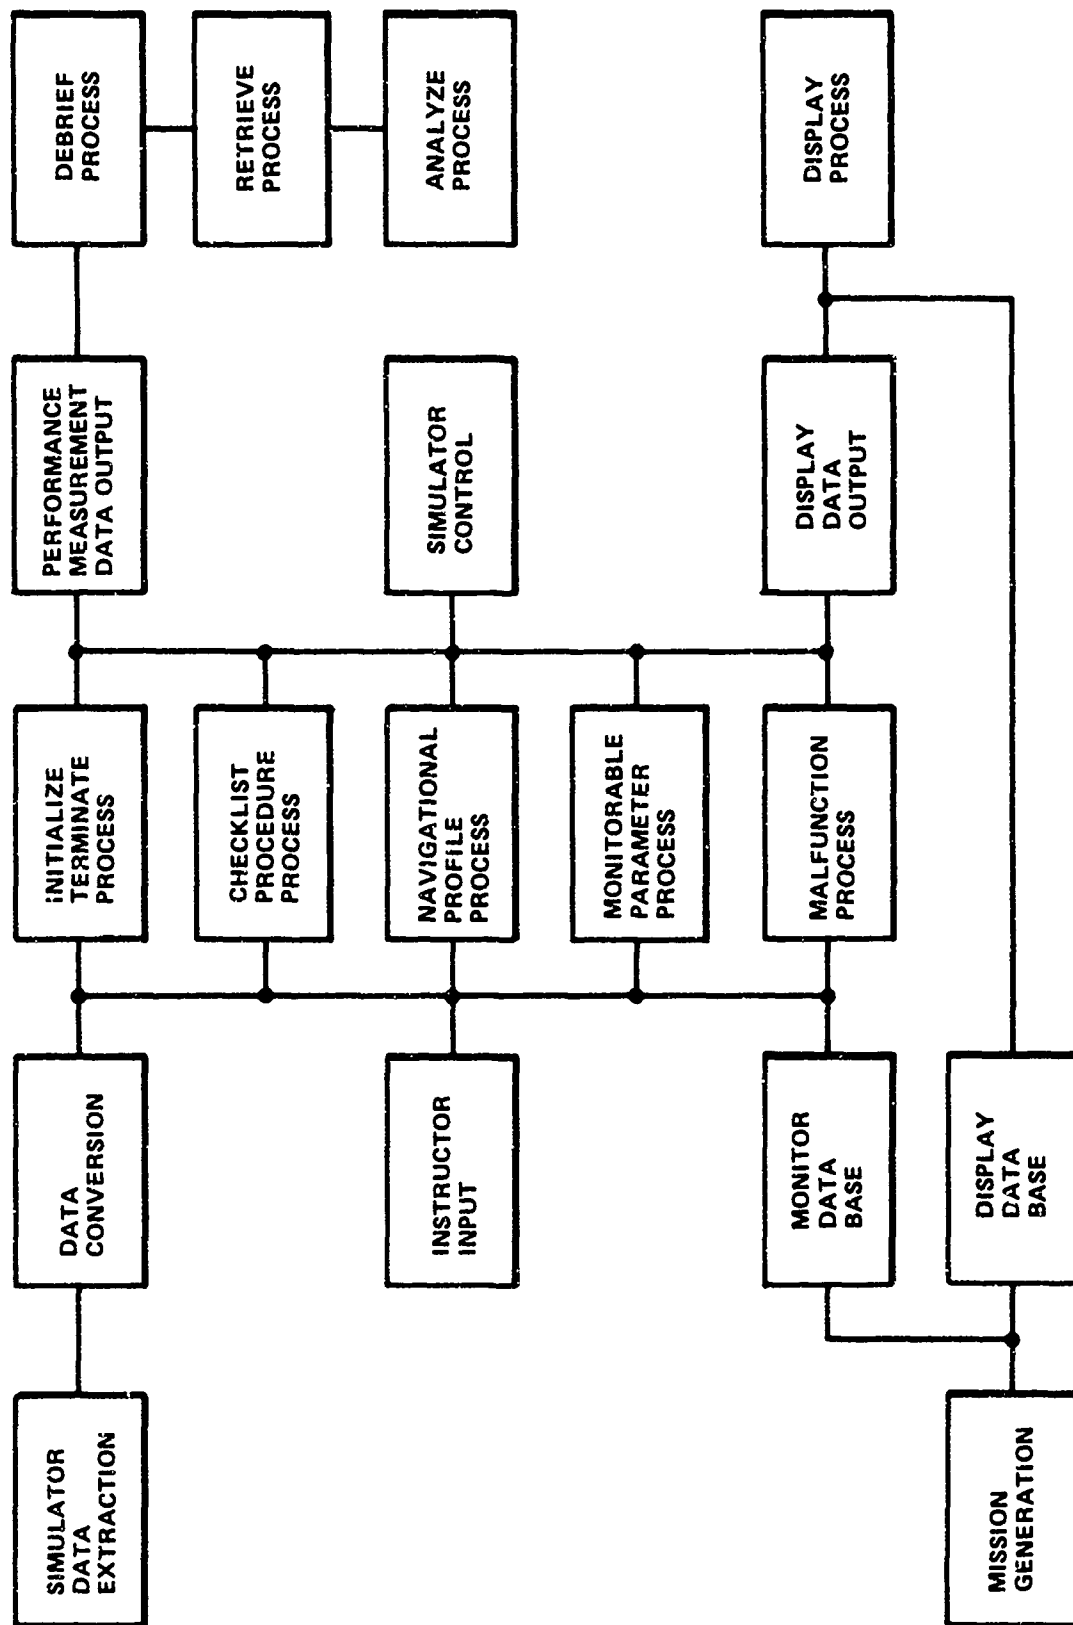 SIMULATOR
DATA
EXTRACTION
DATA
CONVERSION
INITIALIZE
TERMINATE
PROCESS
PERFORMANCE
MEASUREMENT
DATA OUTPUT
DEBRIEF
PROCESS
CHECKLIST
PROCEDURE
PROCESS
RETRIEVE
PROCESS
INSTRUCTOR
INPUT
NAVIGATIONAL
PROFILE
PROCESS
SIMULATOR
CONTROL
ANALYZE
PROCESS
MONITORABLE
PARAMETER
PROCESS
MONITOR
DATA
BASE
MALFUNCTION
PROCESS
DISPLAY
DATA
OUTPUT
DISPLAY
PROCESS
MISSION
GENERATION
DISPLAY
DATA
BASE